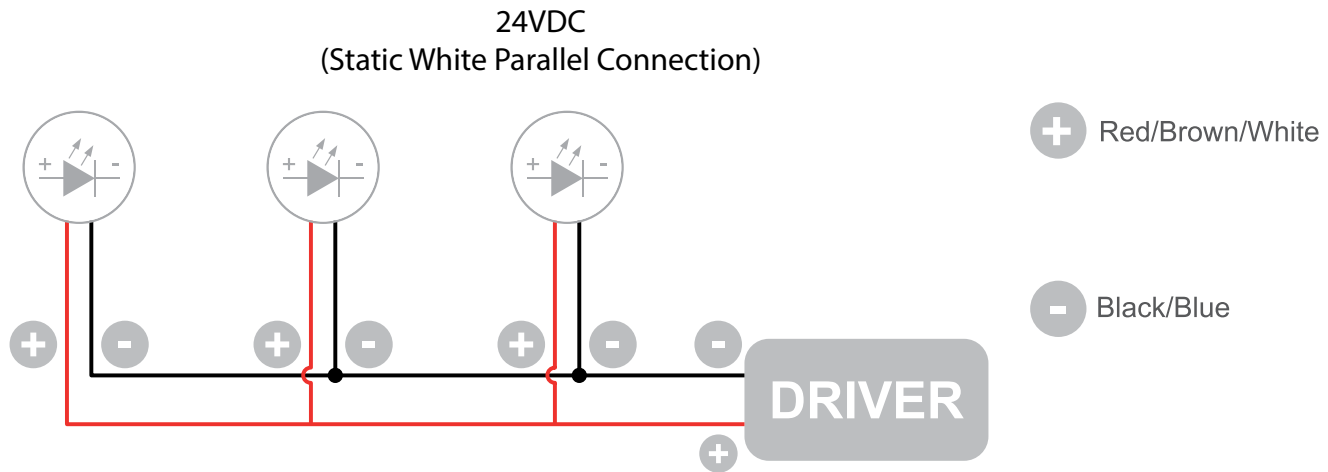 24VDC
(Static White Parallel Connection)
+ -
+ -
+ -
+ Red/Brown/White
- Black/Blue
+ -
+ -
+ -
-
DRIVER
+